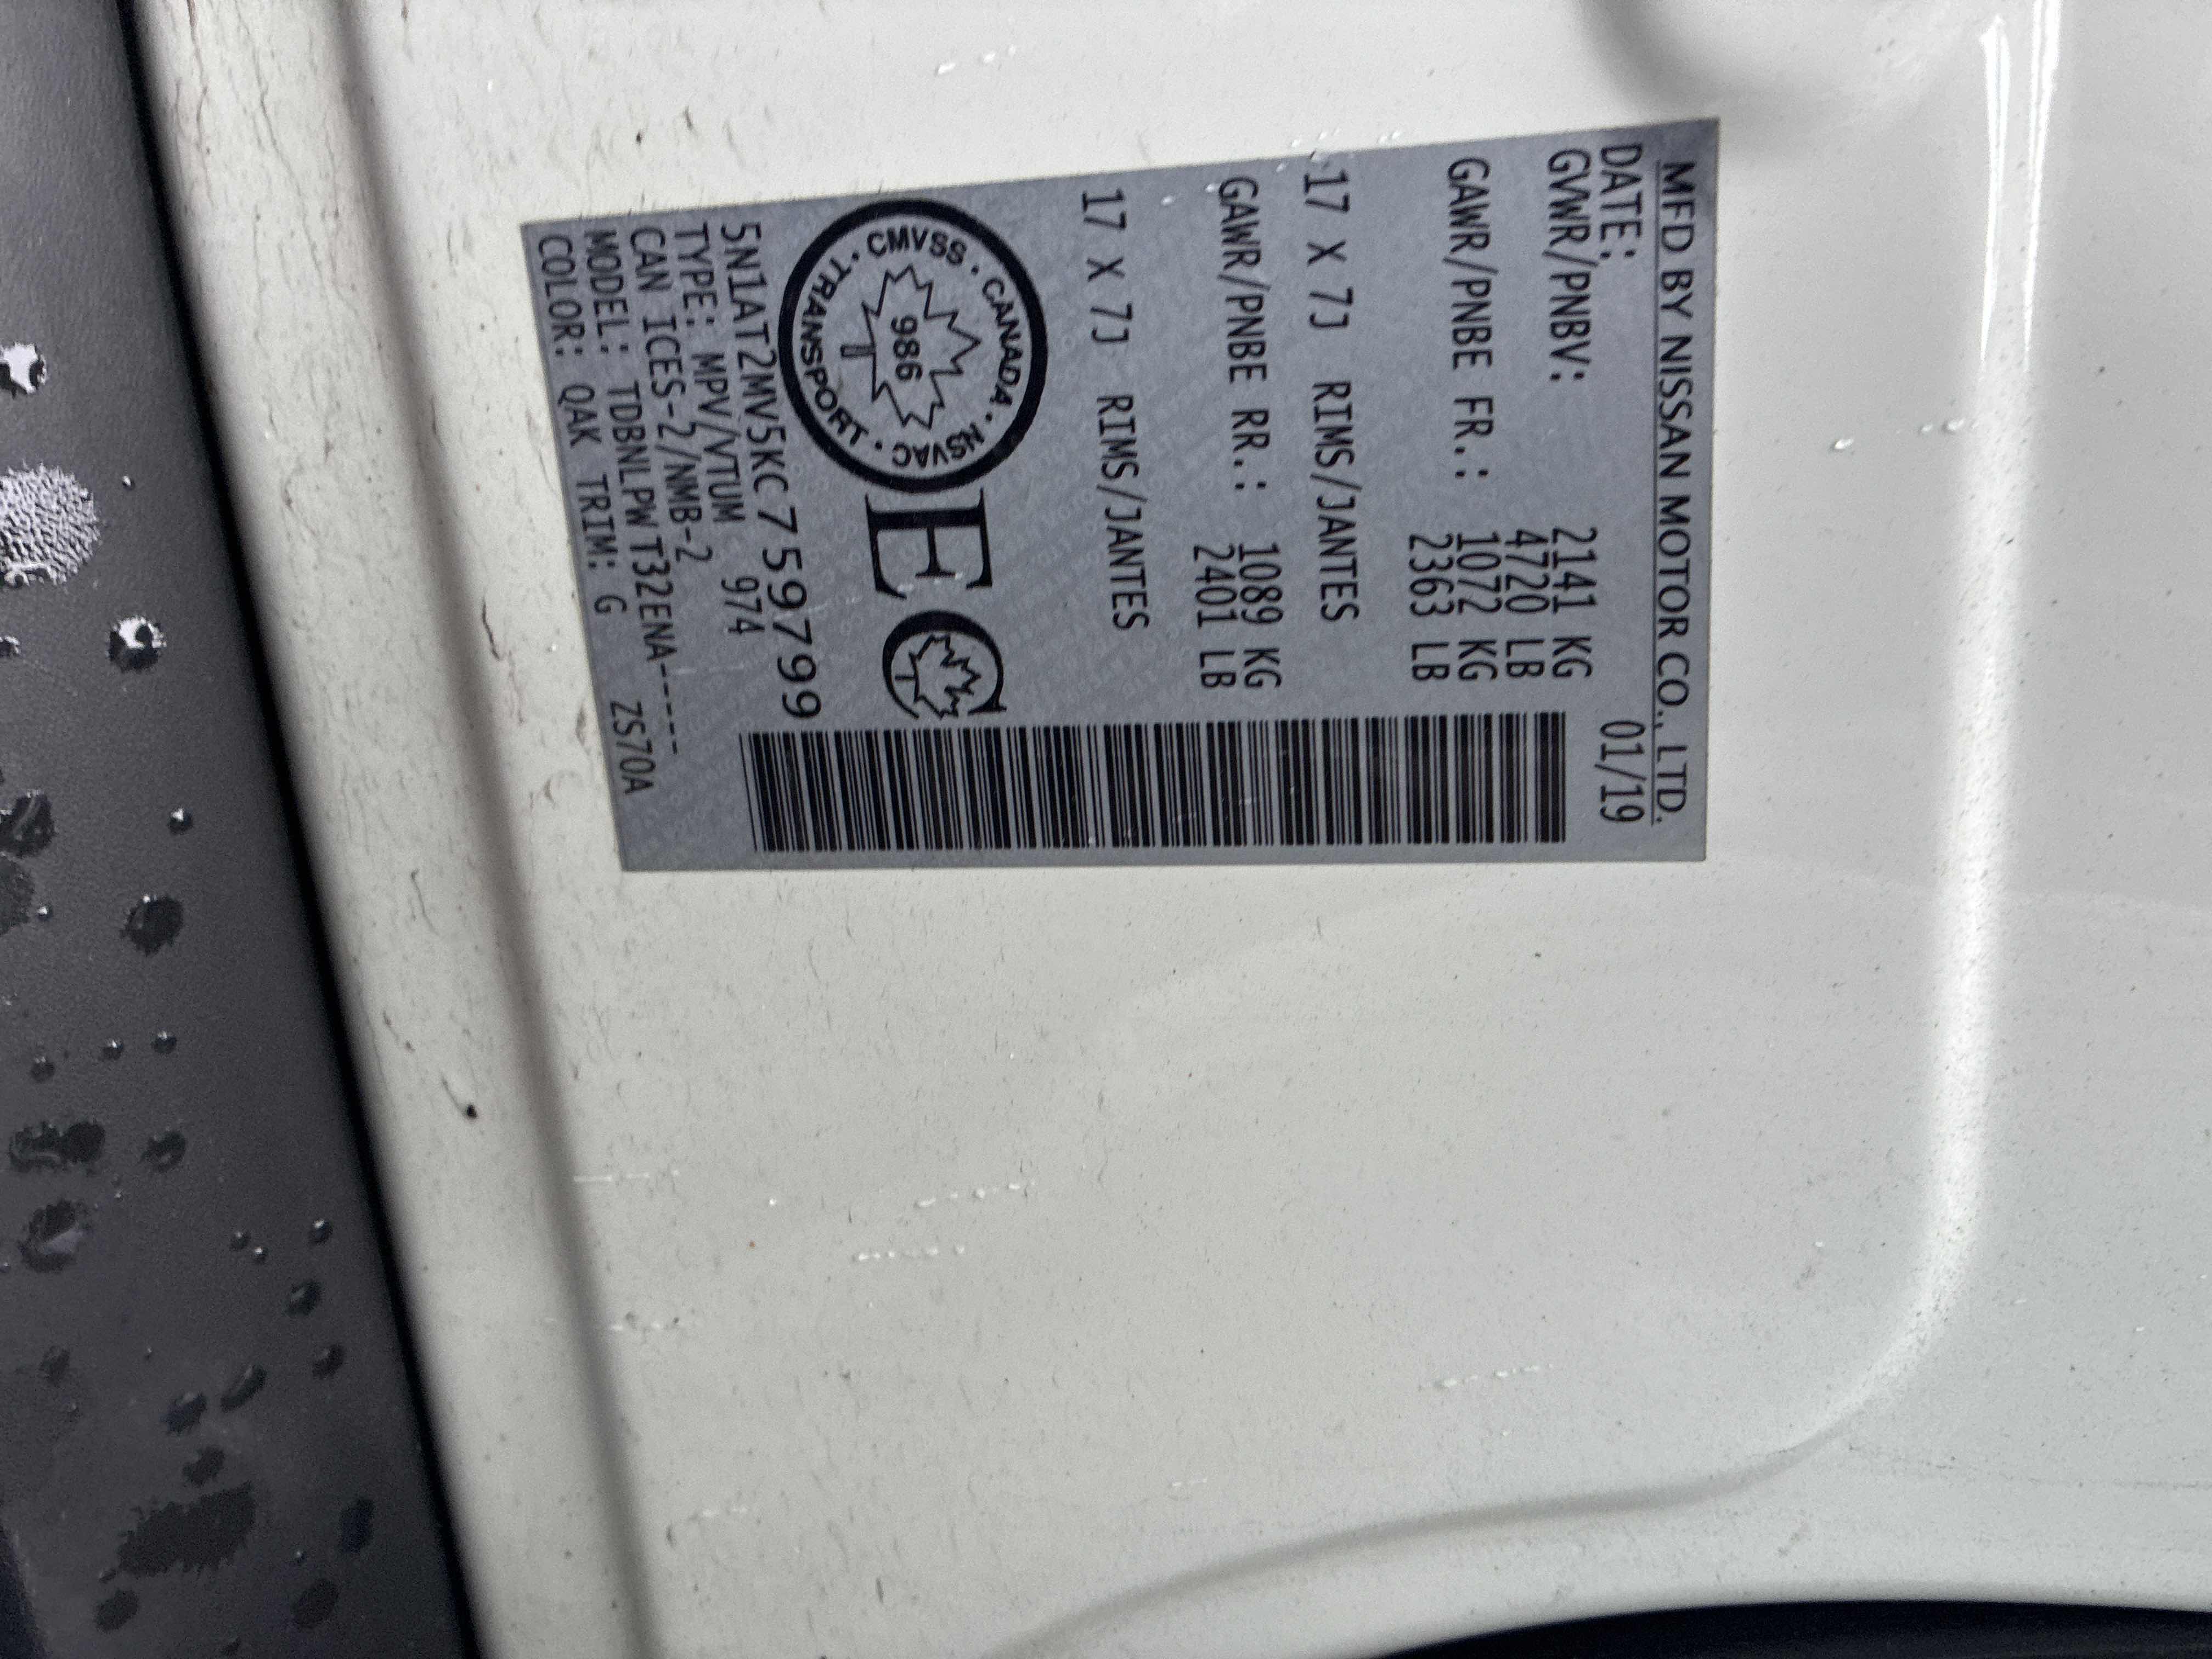 MFD BY NISSAN MOTOR CO., LTD.
DATE: 01/19
GVWR/PNBV: 2141 KG
4720 LB
GAWR/PNBE FR.: 1072 KG
2363 LB
17 X 7J RIMS/JANTES
GAWR/PNBE RR.: 1089 KG
2401 LB
17 X 7J RIMS/JANTES
CMVSS · CANADA · NSVAC · TRANSPORT ·
986
EC
5N1AT2MV5KC759799
TYPE: MPV/VTUM 974
CAN ICES-2/NMB-2
MODEL: TDBNLPW T32ENA-----
COLOR: QAK TRIM: G ZS70A